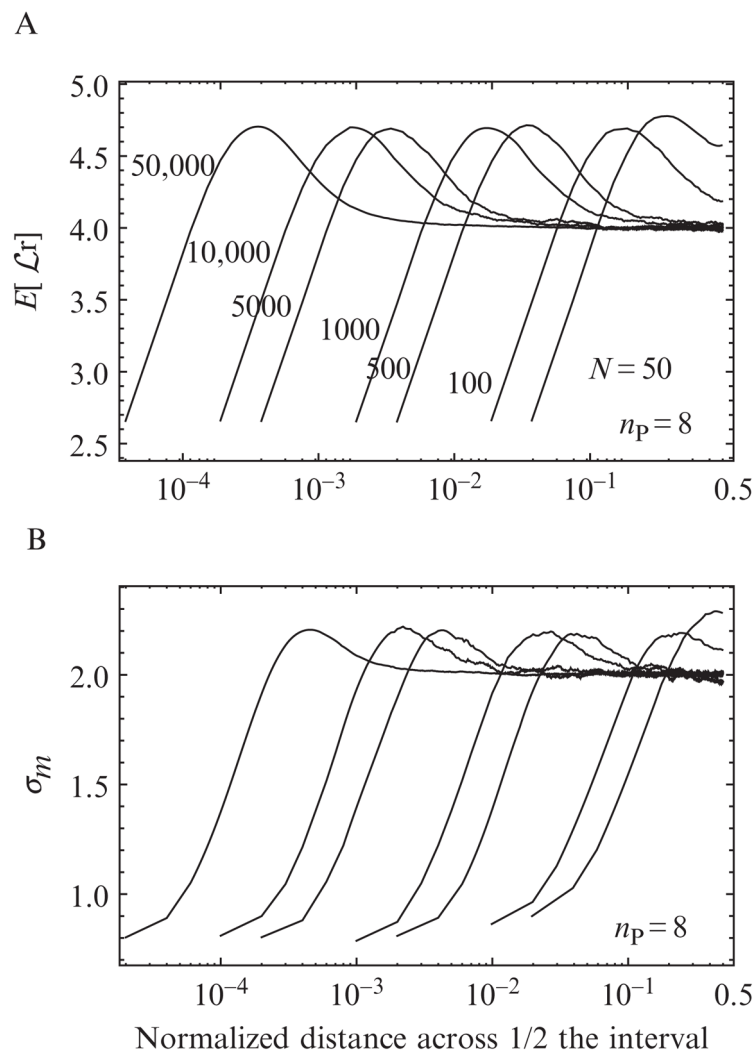 A
E[ ℒr]
5.0
4.5
4.0
3.5
3.0
2.5
50,000
10,000
5000
1000
500
100
N = 50
nP = 8
10⁻⁴ 10⁻³ 10⁻² 10⁻¹ 0.5
B
σm
2.0
1.5
1.0
nP = 8
10⁻⁴ 10⁻³ 10⁻² 10⁻¹ 0.5
Normalized distance across 1/2 the interval